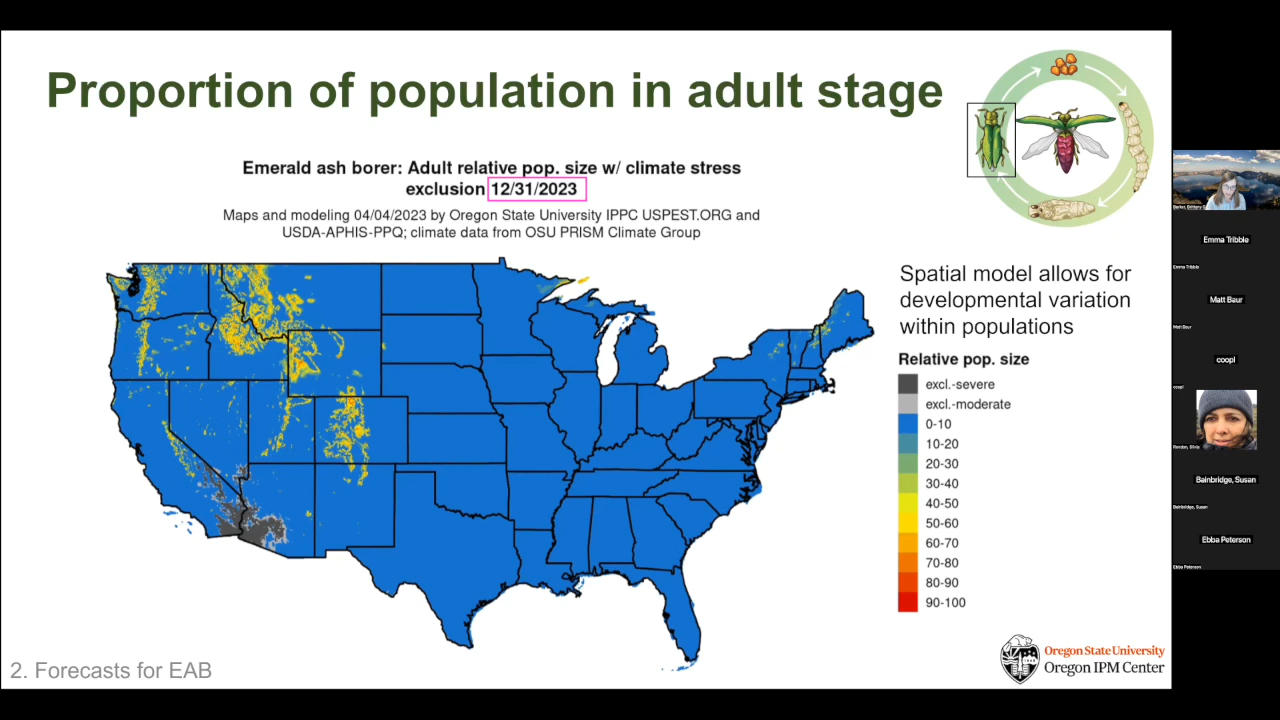 Proportion of population in adult stage
Emerald ash borer: Adult relative pop. size w/ climate stress
exclusion 12/31/2023
Maps and modeling 04/04/2023 by Oregon State University IPPC USPEST.ORG and
USDA-APHIS-PPQ; climate data from OSU PRISM Climate Group
Spatial model allows for
developmental variation
within populations
Relative pop. size
excl.-severe
excl.-moderate
0-10
10-20
20-30
30-40
40-50
50-60
60-70
70-80
80-90
90-100
2. Forecasts for EAB
Oregon State University
Oregon IPM Center
Emma Tribble
Emma Tribble
Matt Baur
Matt Baur
coopl
coopl
Bainbridge, Susan
Bainbridge, Susan
Ebba Peterson
Ebba Peterson